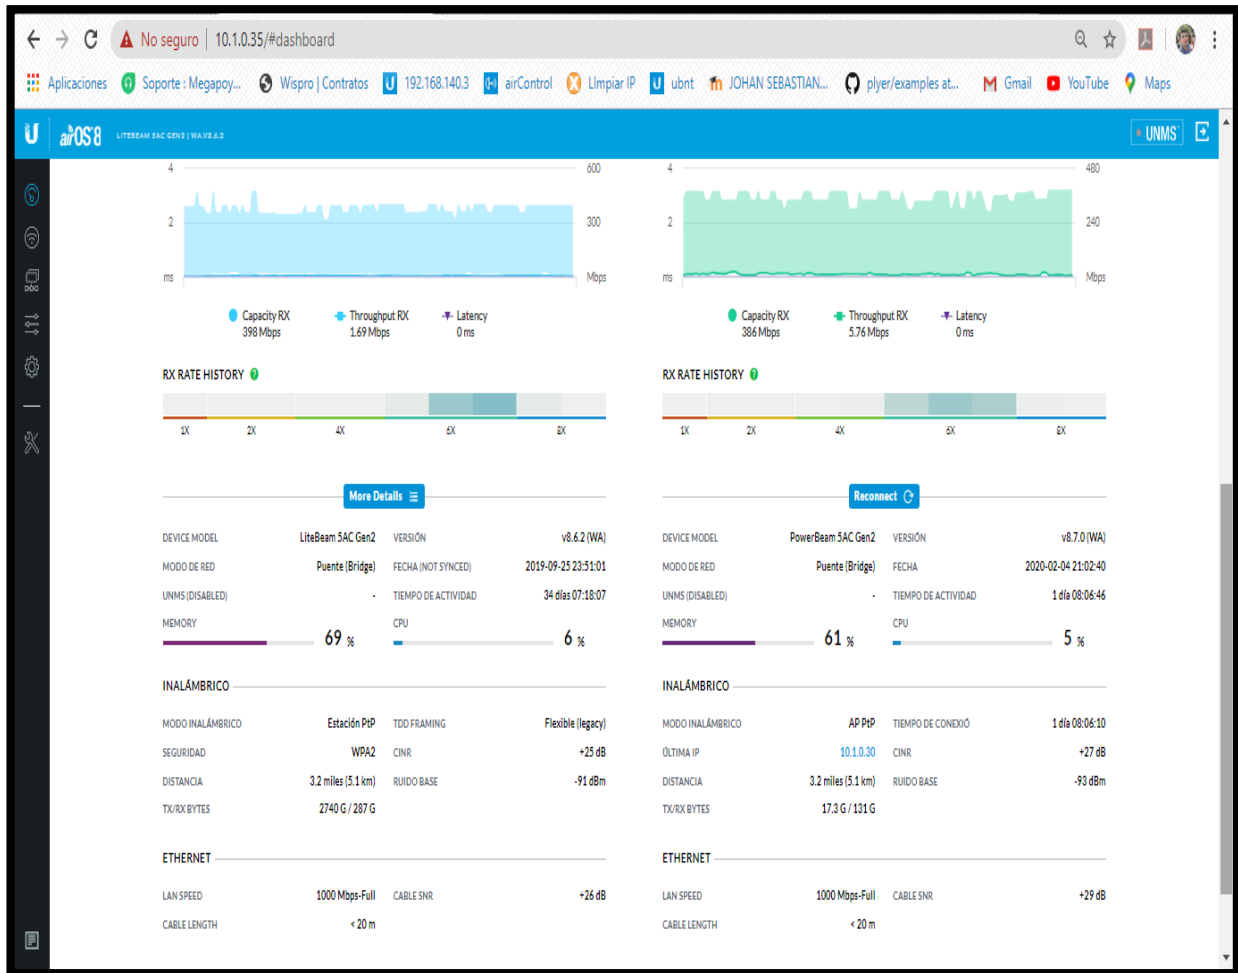 No seguro | 10.1.0.35/#dashboard
Aplicaciones Soporte : Megapoy... Wispro | Contratos 192.168.140.3 airControl LImpiar IP ubnt JOHAN SEBASTIAN... plyer/examples at... Gmail YouTube Maps
airOS®8 LITEBEAM 5AC GEN2 | WA.V8.6.2 UNMS
4 600 4 480
2 300 2 240
ms Mbps ms Mbps
Capacity RX Throughput RX Latency Capacity RX Throughput RX Latency
398 Mbps 1.69 Mbps 0 ms 386 Mbps 5.76 Mbps 0 ms
RX RATE HISTORY ? RX RATE HISTORY ?
1X 2X 4X 6X 8X 1X 2X 4X 6X 8X
More Details Reconnect
DEVICE MODEL LiteBeam 5AC Gen2 VERSIÓN v8.6.2 (WA) DEVICE MODEL PowerBeam 5AC Gen2 VERSIÓN v8.7.0 (WA)
MODO DE RED Puente (Bridge) FECHA (NOT SYNCED) 2019-09-25 23:51:01 MODO DE RED Puente (Bridge) FECHA 2020-02-04 21:02:40
UNMS (DISABLED) - TIEMPO DE ACTIVIDAD 34 días 07:18:07 UNMS (DISABLED) - TIEMPO DE ACTIVIDAD 1 día 08:06:46
MEMORY 69 % CPU 6 % MEMORY 61 % CPU 5 %
INALÁMBRICO INALÁMBRICO
MODO INALÁMBRICO Estación PtP TDD FRAMING Flexible (legacy) MODO INALÁMBRICO AP PtP TIEMPO DE CONEXIÓ 1 día 08:06:10
SEGURIDAD WPA2 CINR +25 dB ÚLTIMA IP 10.1.0.30 CINR +27 dB
DISTANCIA 3.2 miles (5.1 km) RUIDO BASE -91 dBm DISTANCIA 3.2 miles (5.1 km) RUIDO BASE -93 dBm
TX/RX BYTES 2740 G / 287 G TX/RX BYTES 17.3 G / 131 G
ETHERNET ETHERNET
LAN SPEED 1000 Mbps-Full CABLE SNR +26 dB LAN SPEED 1000 Mbps-Full CABLE SNR +29 dB
CABLE LENGTH < 20 m CABLE LENGTH < 20 m